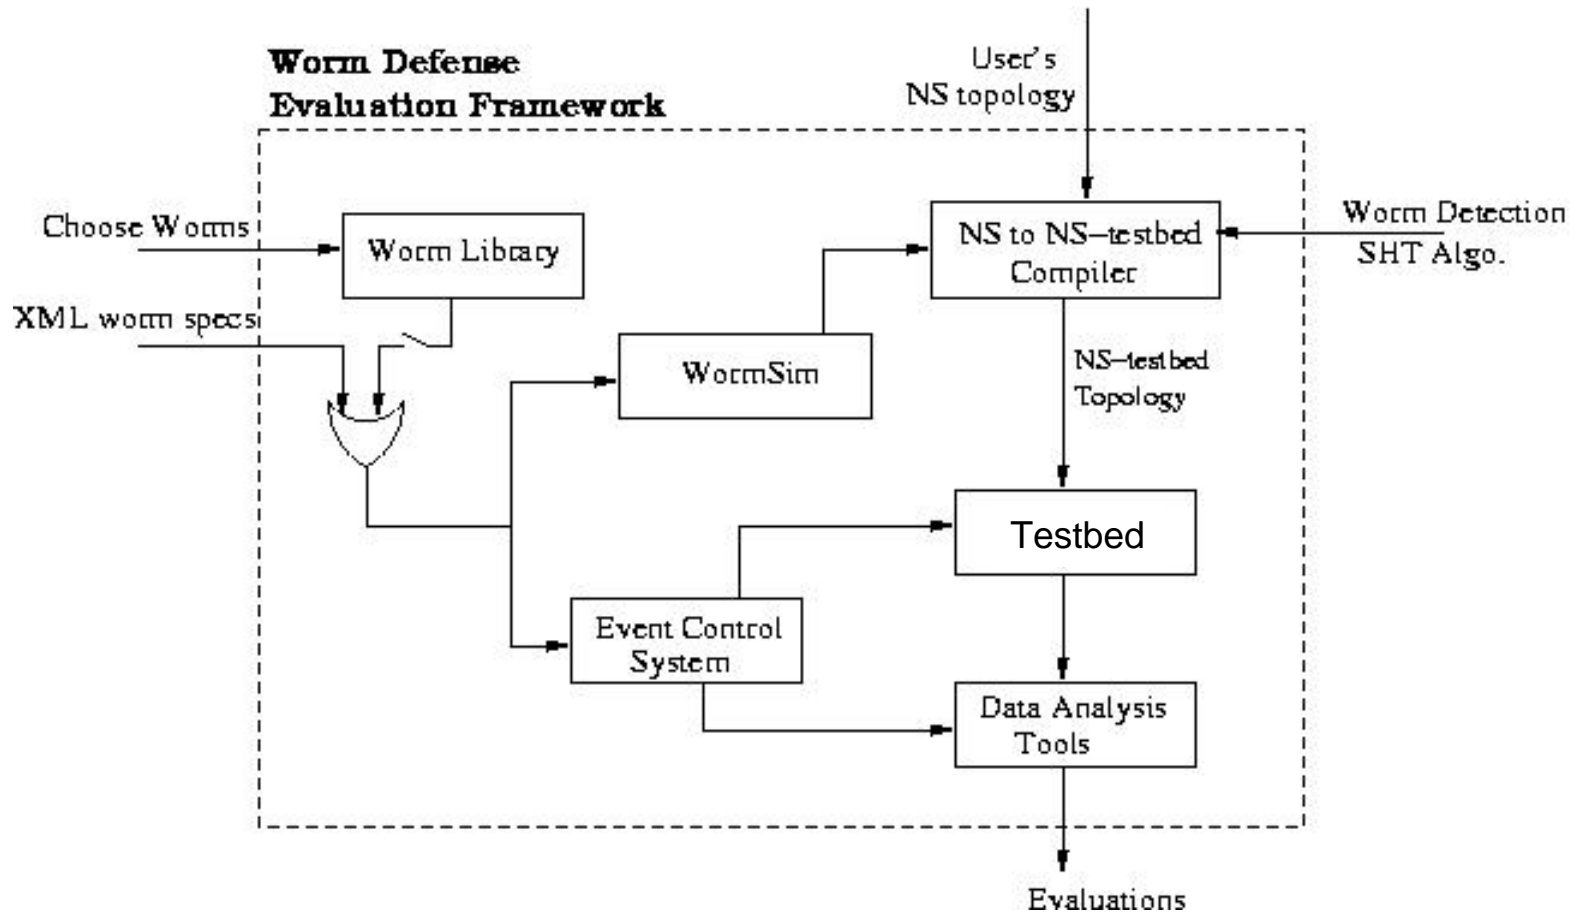 Worm Defense
Evaluation Framework
User's
NS topology
Choose Worms
Worm Library
NS to NS-testbed
Compiler
Worm Detection
SHT Algo.
XML worm specs
WormSim
NS-testbed
Topology
Testbed
Event Control
System
Data Analysis
Tools
Evaluations